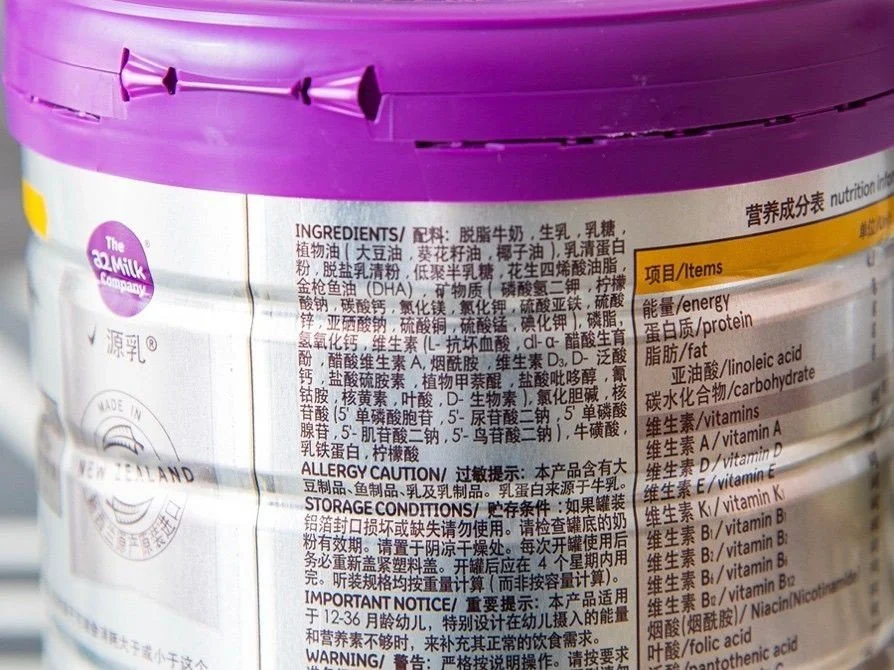 The
a2 Milk
Company
®
源乳®
MADE IN
NEW ZEALAND
INGREDIENTS/ 配料: 脱脂牛奶 , 生乳 , 乳糖 ,
植物油 ( 大豆油 , 葵花籽油 , 椰子油 ) , 乳清蛋白
粉 , 脱盐乳清粉 , 低聚半乳糖 , 花生四烯酸油脂 ,
金枪鱼油 (DHA) , 矿物质 ( 磷酸氢二钾 , 柠檬
酸钠 , 碳酸钙 , 氯化镁 , 氯化钾 , 硫酸亚铁 , 硫酸
锌 , 亚硒酸钠 , 硫酸铜 , 硫酸锰 , 碘化钾 ) , 磷脂 ,
氢氧化钙 , 维生素 (L- 抗坏血酸 , dl-α- 醋酸生育
酚 , 醋酸维生素 A, 烟酰胺 , 维生素 D₃, D- 泛酸
钙 , 盐酸硫胺素 , 植物甲萘醌 , 盐酸吡哆醇 , 氰
钴胺 , 核黄素 , 叶酸 , D- 生物素 ) , 氯化胆碱 , 核
苷酸 (5' 单磷酸胞苷 , 5'- 尿苷酸二钠 , 5' 单磷酸
腺苷 , 5'- 肌苷酸二钠 , 5'- 鸟苷酸二钠 ) , 牛磺酸 ,
乳铁蛋白 , 柠檬酸
ALLERGY CAUTION/ 过敏提示: 本产品含有大
豆制品、鱼制品、乳及乳制品。乳蛋白来源于牛乳。
STORAGE CONDITIONS/ 贮存条件 : 如果罐装
铝箔封口损坏或缺失请勿使用。请检查罐底的奶
粉有效期。请置于阴凉干燥处。每次开罐使用后
务必重新盖紧塑料盖。开罐后应在 4 个星期内用
完。听装规格均按重量计算 ( 而非按容量计算 )。
IMPORTANT NOTICE/ 重要提示: 本产品适用
于 12-36 月龄幼儿 , 特别设计在幼儿摄入的能量
和营养素不够时 , 来补充其正常的饮食需求。
WARNING/ 警告: 严格按说明操作。请按要求
营养成分表 nutrition
项目/Items
能量/energy
蛋白质/protein
脂肪/fat
亚油酸/linoleic acid
碳水化合物/carbohydrate
维生素/vitamins
维生素 A / vitamin A
维生素 D / vitamin D
维生素 E / vitamin E
维生素 K₁ / vitamin K₁
维生素 B₁ / vitamin B₁
维生素 B₂ / vitamin B₂
维生素 B₆ / vitamin B₆
维生素 B₁₂ / vitamin B₁₂
烟酸 (烟酰胺) / Niacin(Nicotinamide)
叶酸/folic acid
pantothenic acid